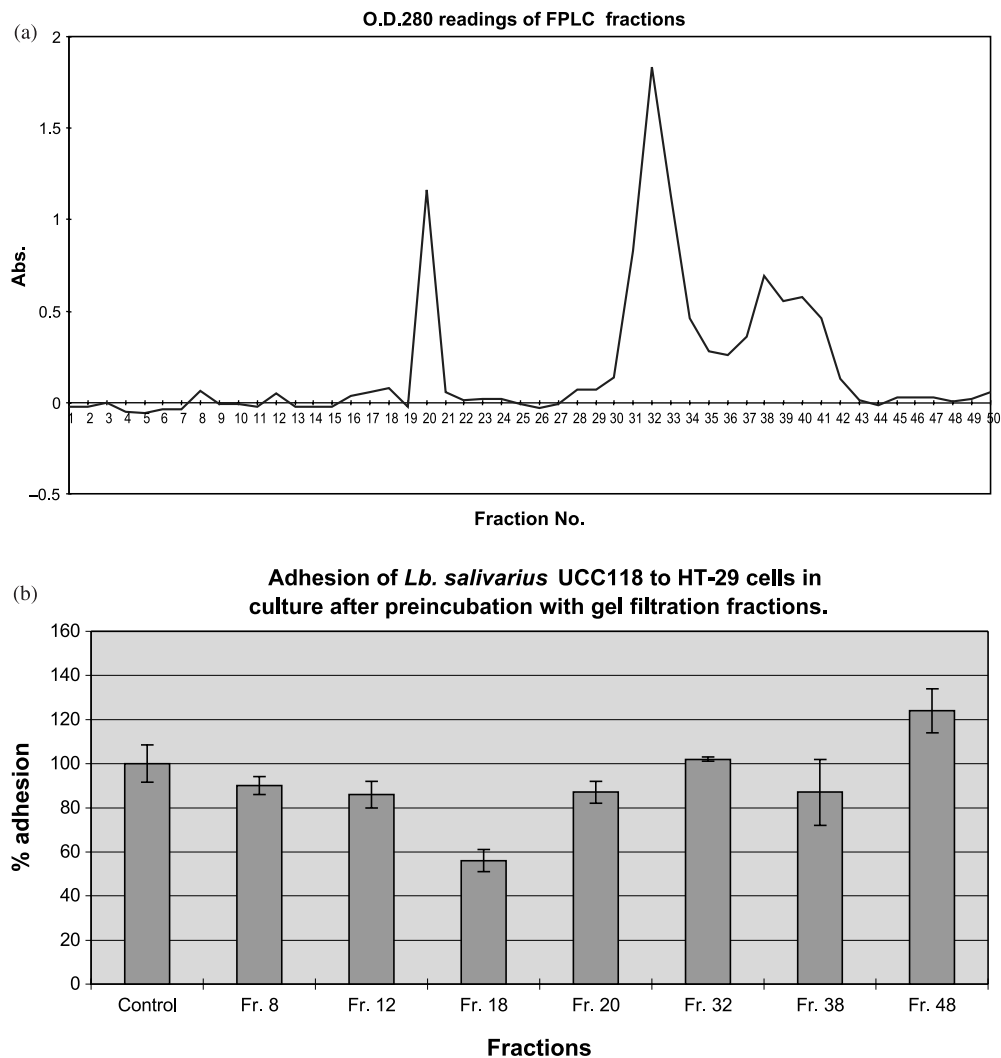 (a)
O.D.280 readings of FPLC fractions
2
1.5
1
0.5
0
–0.5
Abs.
1 2 3 4 5 6 7 8 9 10 11 12 13 14 15 16 17 18 19 20 21 22 23 24 25 26 27 28 29 30 31 32 33 34 35 36 37 38 39 40 41 42 43 44 45 46 47 48 49 50
Fraction No.
(b)
Adhesion of Lb. salivarius UCC118 to HT-29 cells in
culture after preincubation with gel filtration fractions.
160
140
120
100
80
60
40
20
0
% adhesion
Control Fr. 8 Fr. 12 Fr. 18 Fr. 20 Fr. 32 Fr. 38 Fr. 48
Fractions